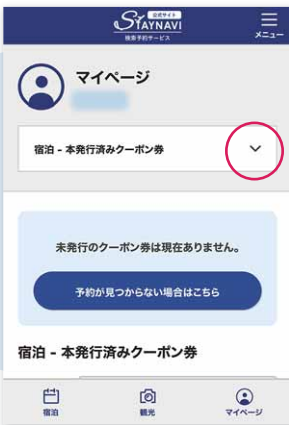 公式サイト
STAYNAVI
検索予約サービス
メニュー
マイページ
宿泊 - 本発行済みクーポン券
未発行のクーポン券は現在ありません。
予約が見つからない場合はこちら
宿泊 - 本発行済みクーポン券
宿泊
観光
マイページ